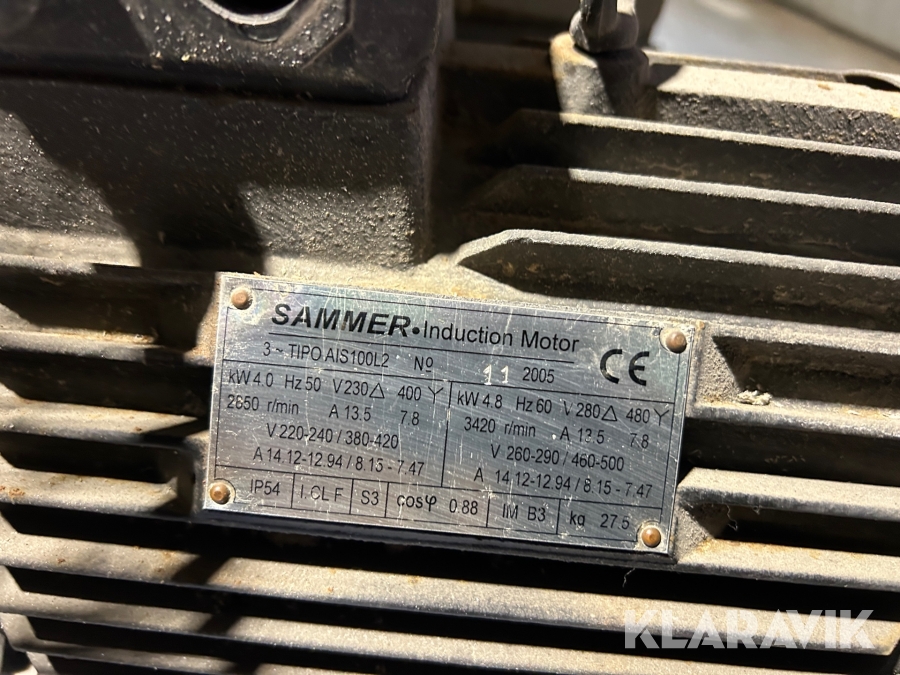 SAMMER • Induction Motor
3 ~ TIPO AIS100L2 No 11 2005 CE
kW 4.0 Hz 50 V 230 △ 400 Y
2850 r/min A 13.5 7.8
V 220-240 / 380-420
A 14.12-12.94 / 8.15 - 7.47
kW 4.8 Hz 60 V 280 △ 480 Y
3420 r/min A 13.5 7.8
V 260-290 / 460-500
A 14.12-12.94 / 8.15 - 7.47
IP54 I.CL F S3 cosφ 0.88 IM B3 kg 27.5
KLARAVIK